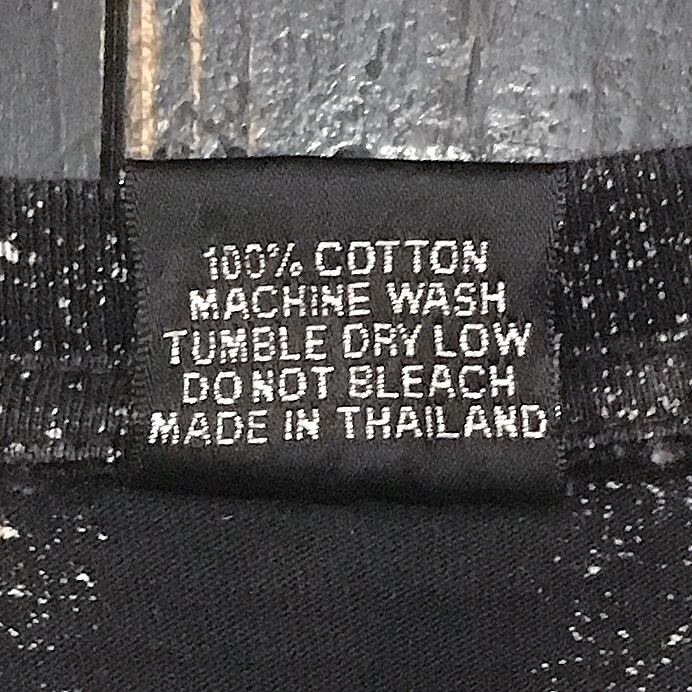 100% COTTON
MACHINE WASH
TUMBLE DRY LOW
DO NOT BLEACH
MADE IN THAILAND